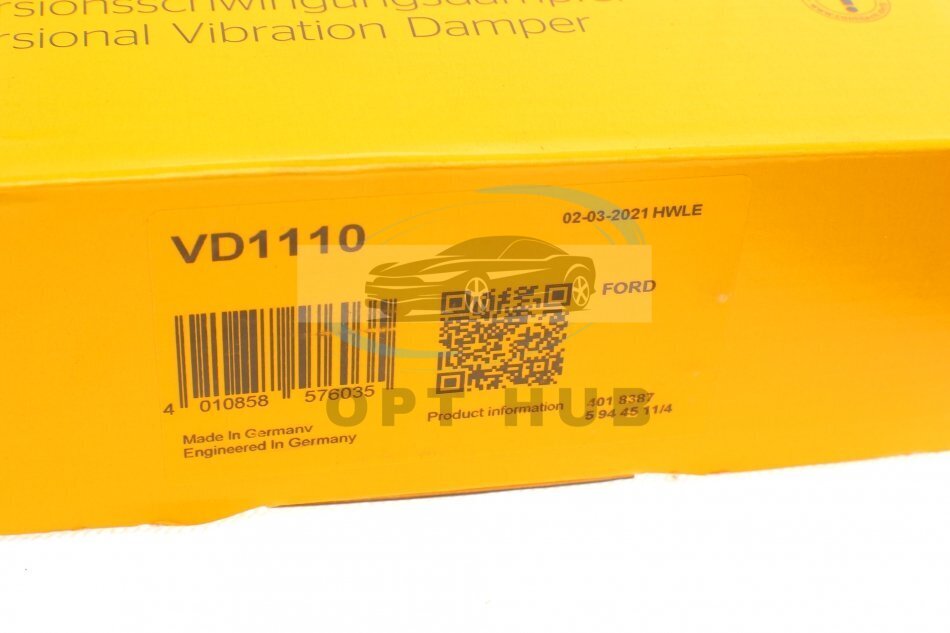 rsionsschwingungsdämpfer
rsional Vibration Damper
02-03-2021 HWLE
VD1110
FORD
4 010858 576035
OPT HUB
Product information
401 8387
5 94 45 11/4
Made In Germany
Engineered In Germany